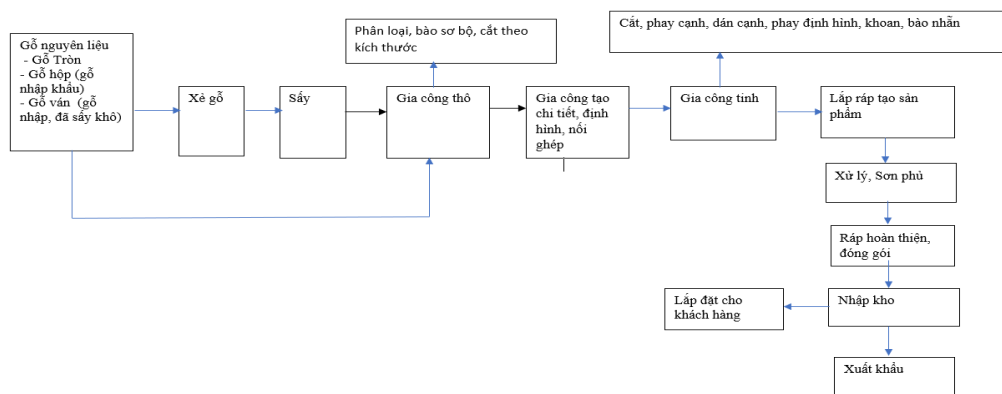 Gỗ nguyên liệu
- Gỗ Tròn
- Gỗ hộp (gỗ
nhập khẩu)
- Gỗ ván (gỗ
nhập, đã sấy khô)
Xẻ gỗ
Sấy
Phân loại, bào sơ bộ, cắt theo
kích thước
Gia công thô
Gia công tạo
chi tiết, định
hình, nối
ghép
Cắt, phay cạnh, dán cạnh, phay định hình, khoan, bào nhẵn
Gia công tinh
Lắp ráp tạo sản
phẩm
Xử lý, Sơn phủ
Ráp hoàn thiện,
đóng gói
Nhập kho
Lắp đặt cho
khách hàng
Xuất khẩu